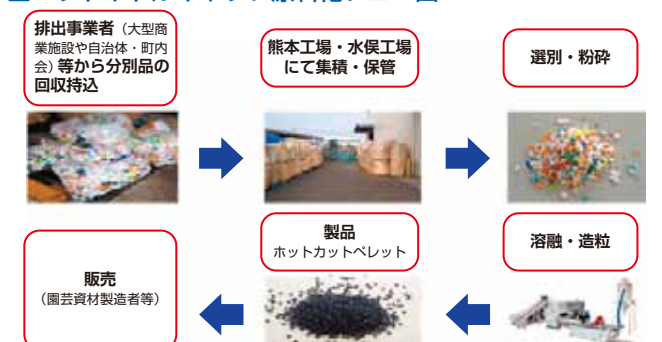 排出事業者（大型商
業施設や自治体・町内
会）等から分別品の
回収持込
熊本工場・水俣工場
にて集積・保管
選別・粉砕
溶融・造粒
製品
ホットカットペレット
販売
（園芸資材製造者等）